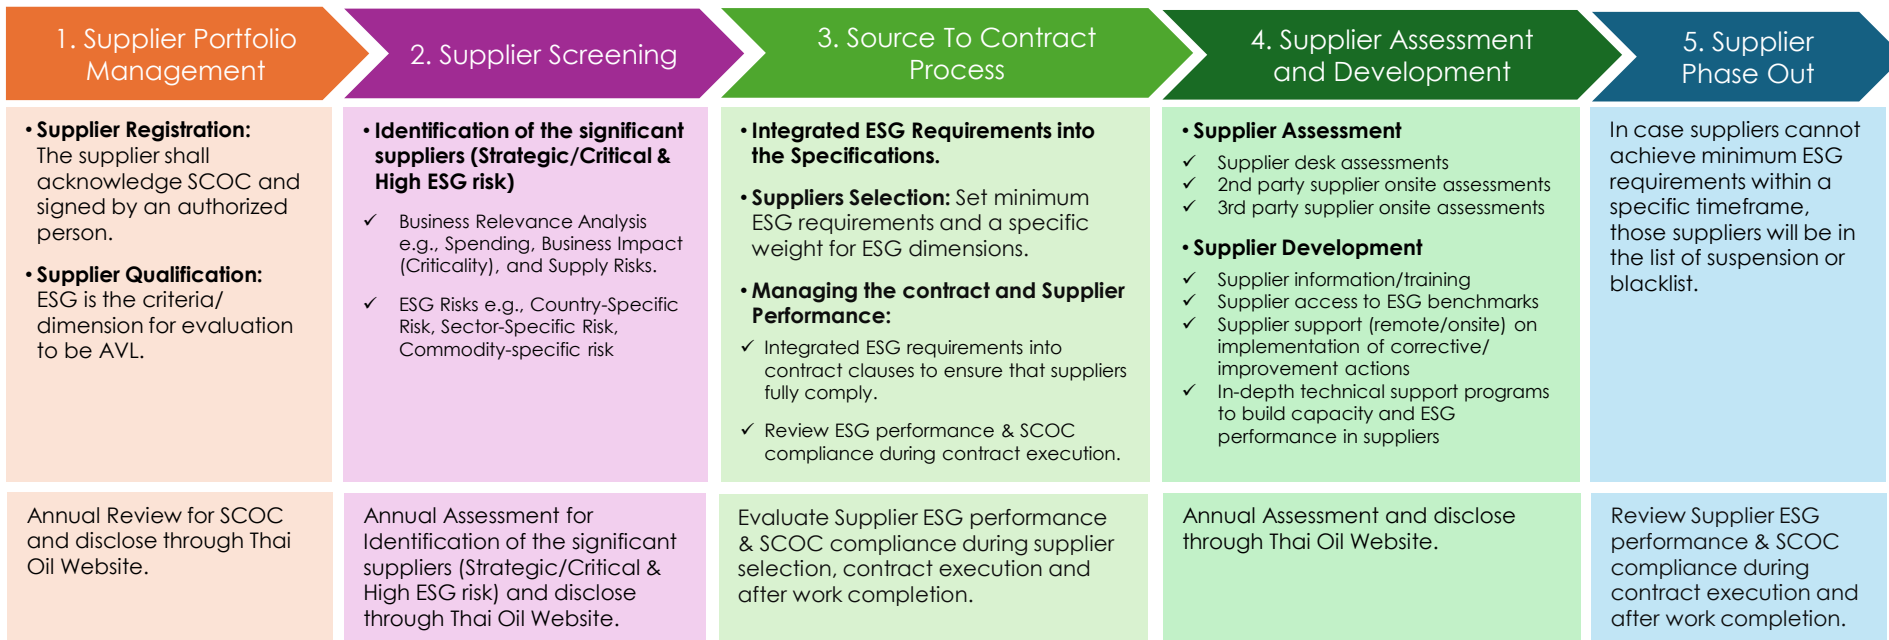 1. Supplier Portfolio
Management
2. Supplier Screening
3. Source To Contract
Process
4. Supplier Assessment
and Development
5. Supplier
Phase Out
• Supplier Registration:
The supplier shall
acknowledge SCOC and
signed by an authorized
person.
• Supplier Qualification:
ESG is the criteria/
dimension for evaluation
to be AVL.
• Identification of the significant
suppliers (Strategic/Critical &
High ESG risk)
✓ Business Relevance Analysis
e.g., Spending, Business Impact
(Criticality), and Supply Risks.
✓ ESG Risks e.g., Country-Specific
Risk, Sector-Specific Risk,
Commodity-specific risk
• Integrated ESG Requirements into
the Specifications.
• Suppliers Selection: Set minimum
ESG requirements and a specific
weight for ESG dimensions.
• Managing the contract and Supplier
Performance:
✓ Integrated ESG requirements into
contract clauses to ensure that suppliers
fully comply.
✓ Review ESG performance & SCOC
compliance during contract execution.
• Supplier Assessment
✓ Supplier desk assessments
✓ 2nd party supplier onsite assessments
✓ 3rd party supplier onsite assessments
• Supplier Development
✓ Supplier information/training
✓ Supplier access to ESG benchmarks
✓ Supplier support (remote/onsite) on
implementation of corrective/
improvement actions
✓ In-depth technical support programs
to build capacity and ESG
performance in suppliers
In case suppliers cannot
achieve minimum ESG
requirements within a
specific timeframe,
those suppliers will be in
the list of suspension or
blacklist.
Annual Review for SCOC
and disclose through Thai
Oil Website.
Annual Assessment for
Identification of the significant
suppliers (Strategic/Critical &
High ESG risk) and disclose
through Thai Oil Website.
Evaluate Supplier ESG performance
& SCOC compliance during supplier
selection, contract execution and
after work completion.
Annual Assessment and disclose
through Thai Oil Website.
Review Supplier ESG
performance & SCOC
compliance during
contract execution and
after work completion.